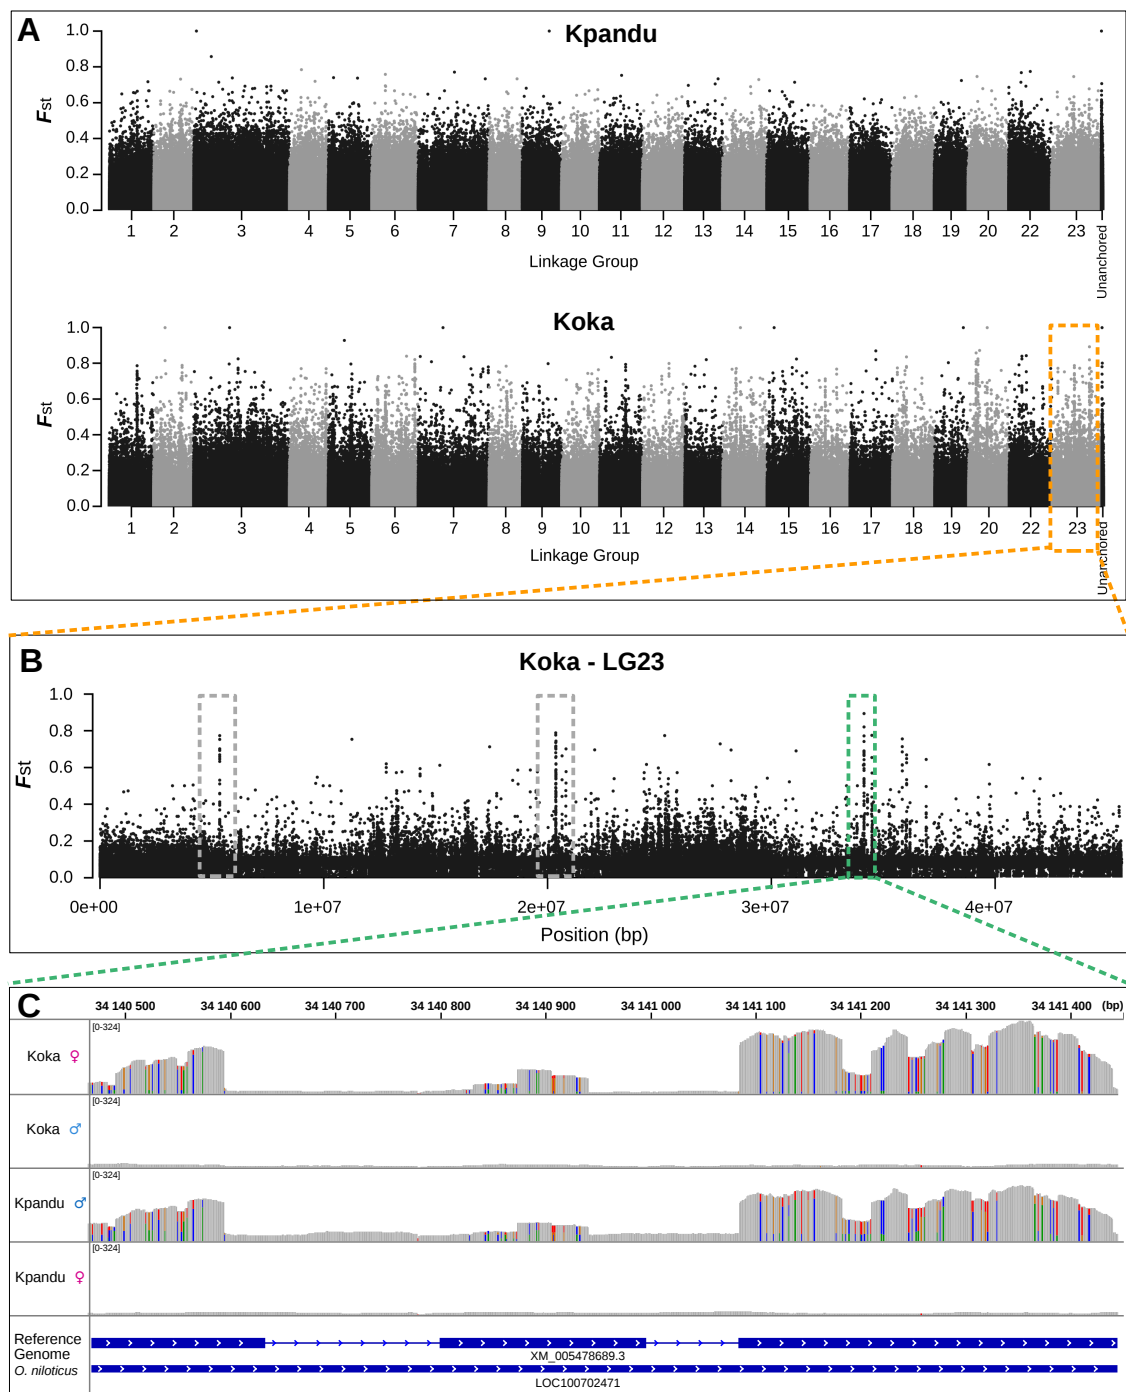 A
Kpandu
1.0
0.8
0.6
0.4
0.2
0.0
Fst
1 2 3 4 5 6 7 8 9 10 11 12 13 14 15 16 17 18 19 20 22 23 Unanchored
Linkage Group
Koka
1.0
0.8
0.6
0.4
0.2
0.0
Fst
1 2 3 4 5 6 7 8 9 10 11 12 13 14 15 16 17 18 19 20 22 23 Unanchored
Linkage Group
B
Koka - LG23
1.0
0.8
0.6
0.4
0.2
0.0
Fst
0e+00 1e+07 2e+07 3e+07 4e+07
Position (bp)
C
34 140 500 34 140 600 34 140 700 34 140 800 34 140 900 34 141 000 34 141 100 34 141 200 34 141 300 34 141 400 (bp)
[0-324]
Koka ♀
[0-324]
Koka ♂
[0-324]
Kpandu ♂
[0-324]
Kpandu ♀
Reference
Genome
O. niloticus
XM_005478689.3
LOC100702471